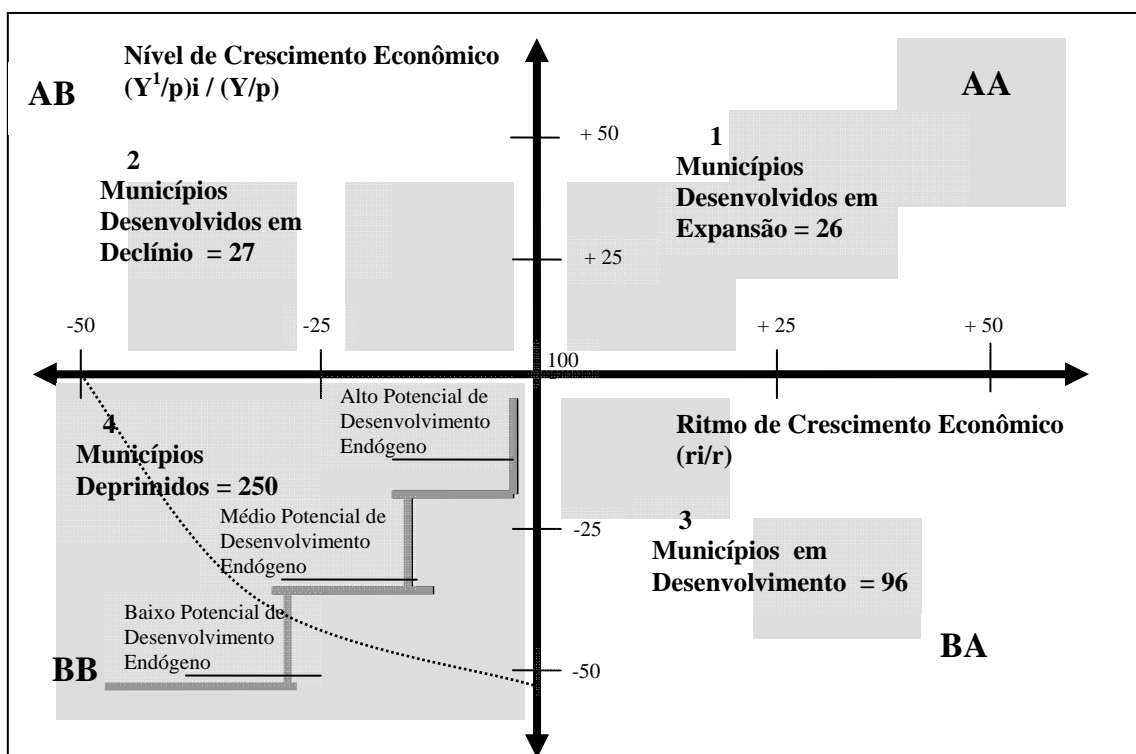 Nível de Crescimento Econômico
(Y¹/p)i / (Y/p)
AB
AA
+ 50
1
Municípios
Desenvolvidos em
Expansão = 26
2
Municípios
Desenvolvidos em
Declínio = 27
+ 25
-50
-25
+ 25
+ 50
100
Alto Potencial de
Desenvolvimento
Endógeno
Ritmo de Crescimento Econômico
(ri/r)
4
Municípios
Deprimidos = 250
Médio Potencial de
Desenvolvimento
Endógeno
-25
3
Municípios em
Desenvolvimento = 96
Baixo Potencial de
Desenvolvimento
Endógeno
BB
-50
BA